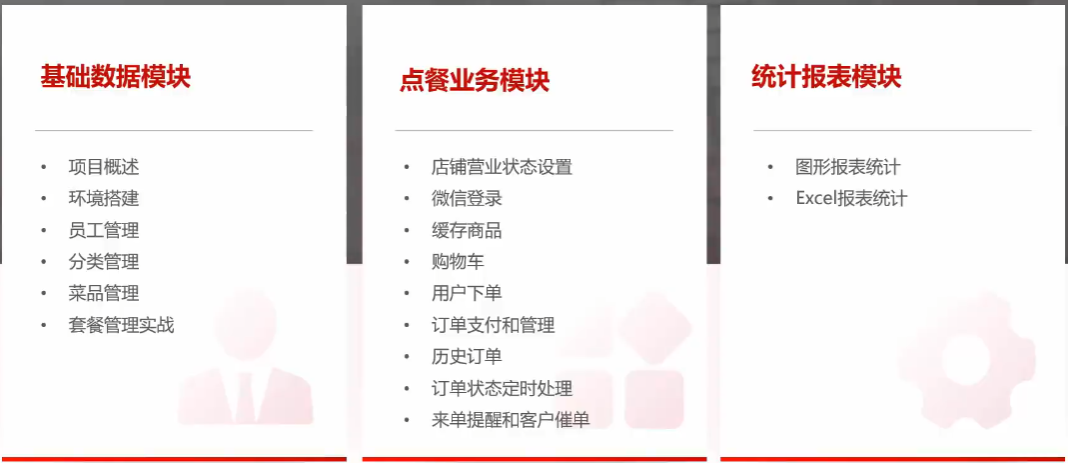 基础数据模块
• 项目概述
• 环境搭建
• 员工管理
• 分类管理
• 菜品管理
• 套餐管理实战
点餐业务模块
• 店铺营业状态设置
• 微信登录
• 缓存商品
• 购物车
• 用户下单
• 订单支付和管理
• 历史订单
• 订单状态定时处理
• 来单提醒和客户催单
统计报表模块
• 图形报表统计
• Excel报表统计